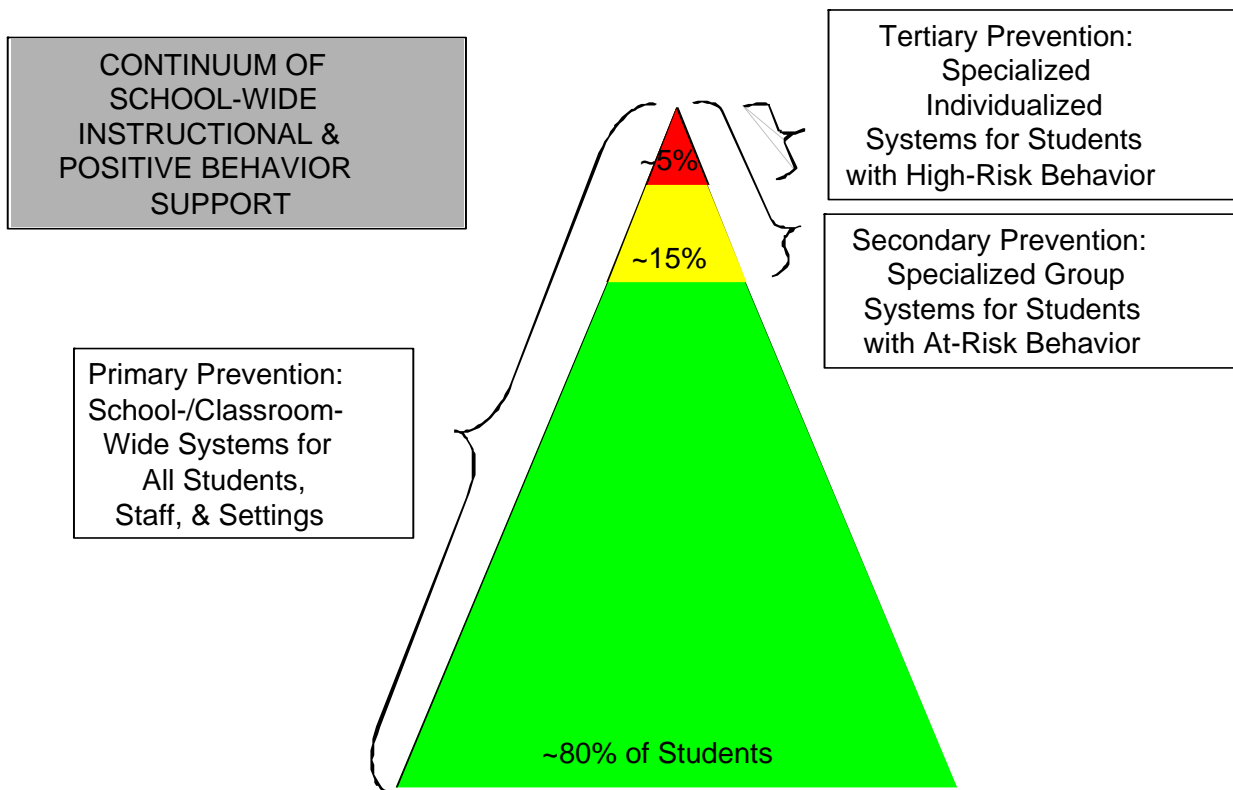 CONTINUUM OF
SCHOOL-WIDE
INSTRUCTIONAL &
POSITIVE BEHAVIOR
SUPPORT
Tertiary Prevention:
Specialized
Individualized
Systems for Students
with High-Risk Behavior
~5%
~15%
Secondary Prevention:
Specialized Group
Systems for Students
with At-Risk Behavior
Primary Prevention:
School-/Classroom-
Wide Systems for
All Students,
Staff, & Settings
~80% of Students